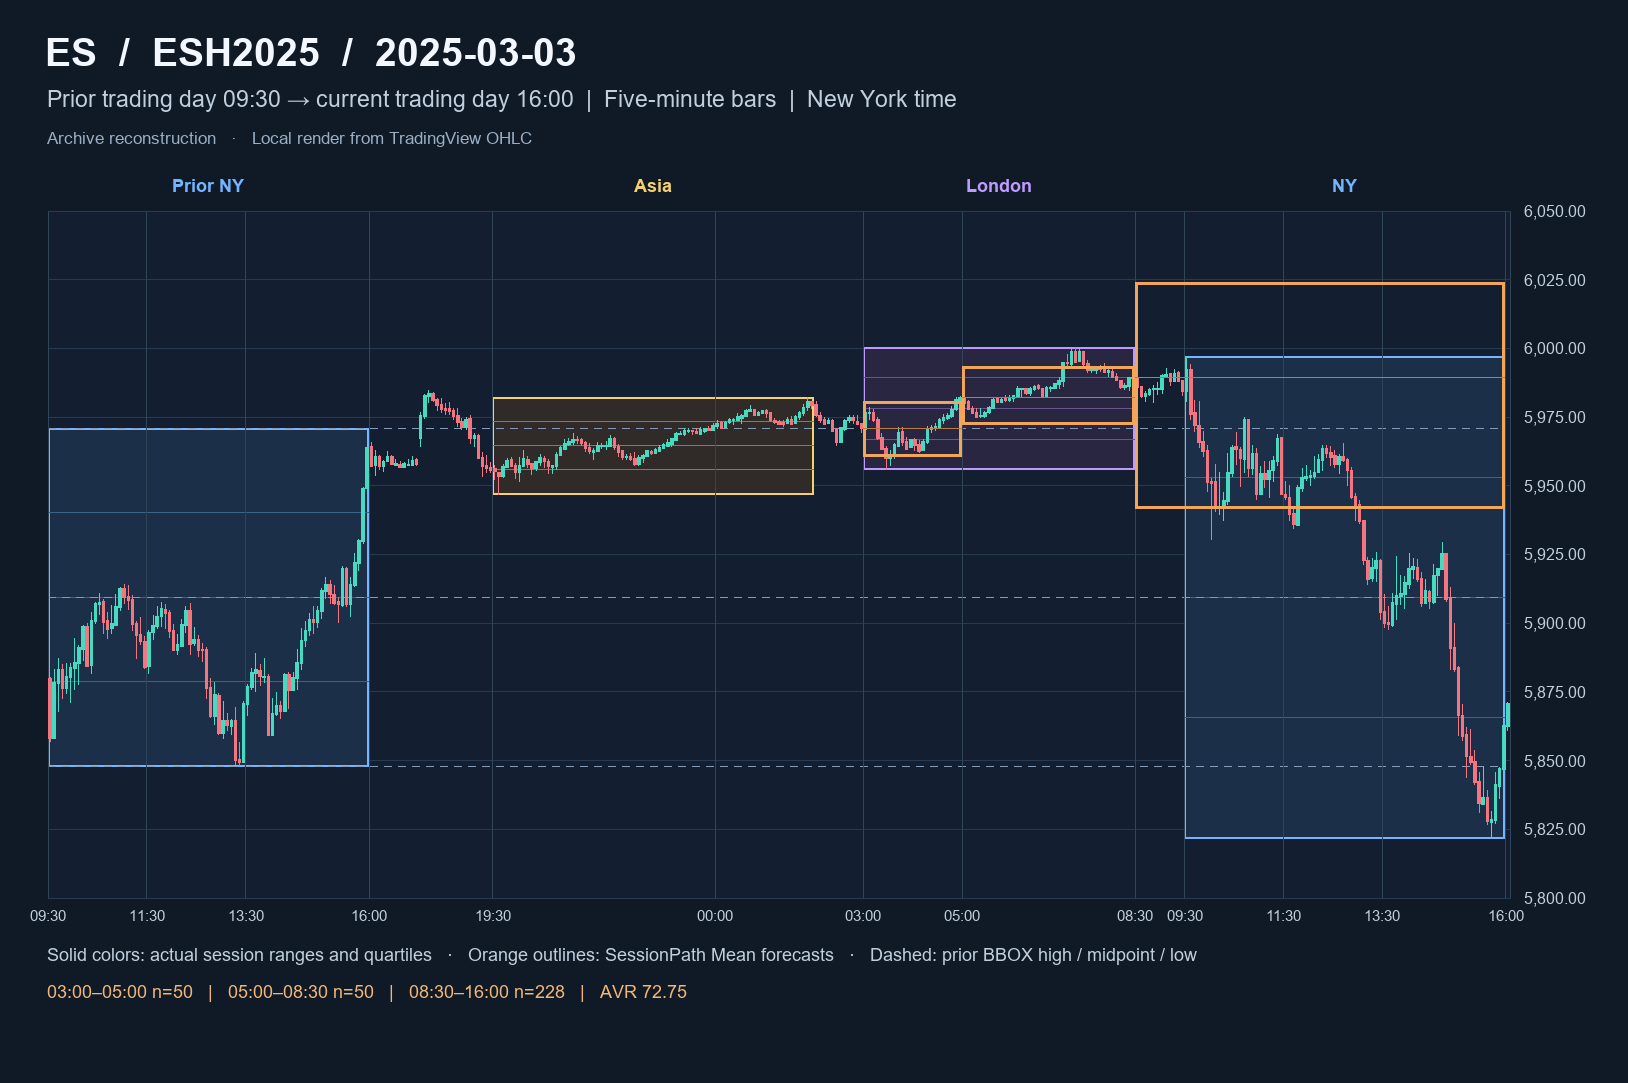 ES / ESH2025 / 2025-03-03
Prior trading day 09:30 → current trading day 16:00 | Five-minute bars | New York time
Archive reconstruction · Local render from TradingView OHLC
Prior NY Asia London NY
6,050.00
6,025.00
6,000.00
5,975.00
5,950.00
5,925.00
5,900.00
5,875.00
5,850.00
5,825.00
5,800.00
09:30 11:30 13:30 16:00 19:30 00:00 03:00 05:00 08:30 09:30 11:30 13:30 16:00
Solid colors: actual session ranges and quartiles · Orange outlines: SessionPath Mean forecasts · Dashed: prior BBOX high / midpoint / low
03:00–05:00 n=50 | 05:00–08:30 n=50 | 08:30–16:00 n=228 | AVR 72.75